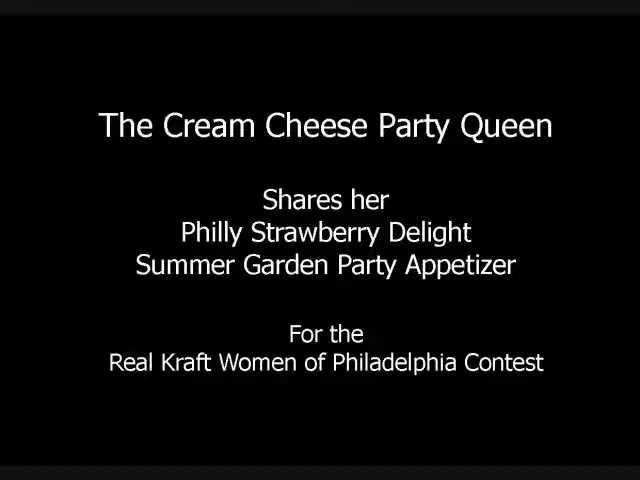 The Cream Cheese Party Queen
Shares her
Philly Strawberry Delight
Summer Garden Party Appetizer
For the
Real Kraft Women of Philadelphia Contest